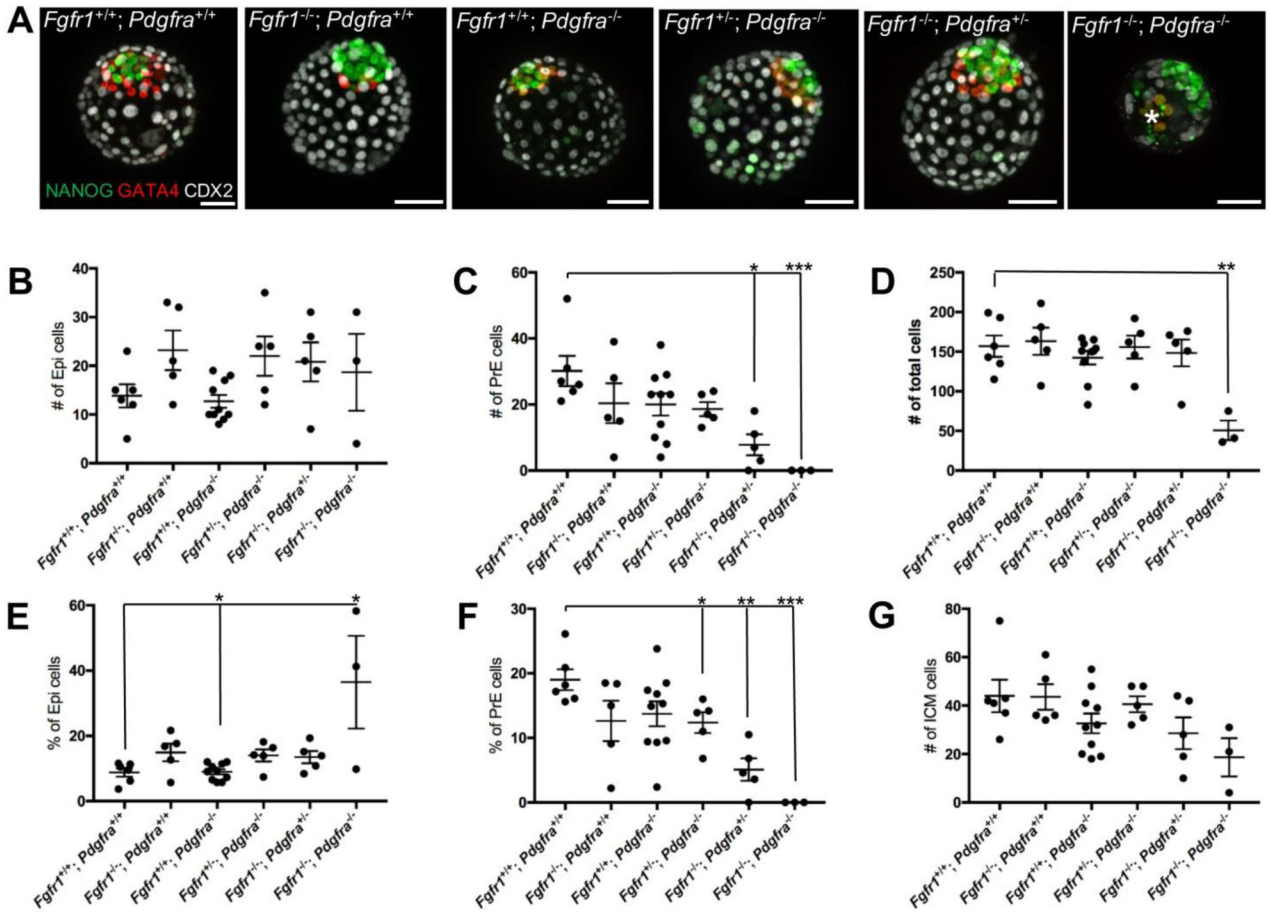 A
Fgfr1+/+; Pdgfra+/+
Fgfr1-/-; Pdgfra+/+
Fgfr1+/+; Pdgfra-/-
Fgfr1+/-; Pdgfra-/-
Fgfr1-/-; Pdgfra+/-
Fgfr1-/-; Pdgfra-/-
*
NANOG GATA4 CDX2
B
# of Epi cells
40
30
20
10
0
Fgfr1+/+; Pdgfra+/+
Fgfr1-/-; Pdgfra+/+
Fgfr1+/+; Pdgfra-/-
Fgfr1+/-; Pdgfra-/-
Fgfr1-/-; Pdgfra+/-
Fgfr1-/-; Pdgfra-/-
C
# of PrE cells
60
40
20
0
* ***
Fgfr1+/+; Pdgfra+/+
Fgfr1-/-; Pdgfra+/+
Fgfr1+/+; Pdgfra-/-
Fgfr1+/-; Pdgfra-/-
Fgfr1-/-; Pdgfra+/-
Fgfr1-/-; Pdgfra-/-
D
# of total cells
250
200
150
100
50
0
**
Fgfr1+/+; Pdgfra+/+
Fgfr1-/-; Pdgfra+/+
Fgfr1+/+; Pdgfra-/-
Fgfr1+/-; Pdgfra-/-
Fgfr1-/-; Pdgfra+/-
Fgfr1-/-; Pdgfra-/-
E
% of Epi cells
60
40
20
0
* *
Fgfr1+/+; Pdgfra+/+
Fgfr1-/-; Pdgfra+/+
Fgfr1+/+; Pdgfra-/-
Fgfr1+/-; Pdgfra-/-
Fgfr1-/-; Pdgfra+/-
Fgfr1-/-; Pdgfra-/-
F
% of PrE cells
30
20
10
0
* ** ***
Fgfr1+/+; Pdgfra+/+
Fgfr1-/-; Pdgfra+/+
Fgfr1+/+; Pdgfra-/-
Fgfr1+/-; Pdgfra-/-
Fgfr1-/-; Pdgfra+/-
Fgfr1-/-; Pdgfra-/-
G
# of ICM cells
80
60
40
20
0
Fgfr1+/+; Pdgfra+/+
Fgfr1-/-; Pdgfra+/+
Fgfr1+/+; Pdgfra-/-
Fgfr1+/-; Pdgfra-/-
Fgfr1-/-; Pdgfra+/-
Fgfr1-/-; Pdgfra-/-